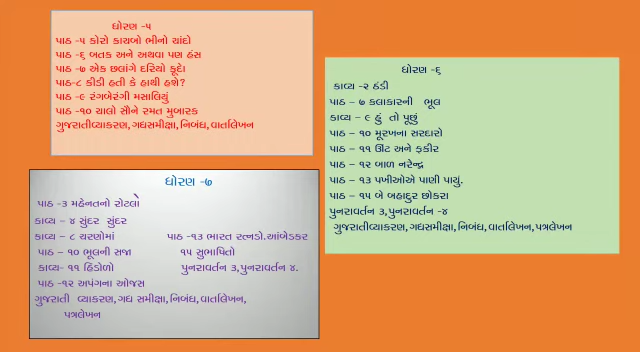 ધોરણ -૫
પાઠ -૫ કોરો કાચબો ભીનો ચાંદો
પાઠ -૬ બતક અને અથવા પણ હંસ
પાઠ -૭ એક છલાંગે દરિયો કૂદે।
પાઠ-૮ કીડી હતી કે હાથી હશે?
પાઠ -૯ રંગબેરંગી મસાલિયું
પાઠ -૧૦ ચાલો સૌને રમત મુબારક
ગુજરાતીવ્યાકરણ, ગદ્યસમીક્ષા, નિબંધ, વાર્તાલેખન
ધોરણ -૬
કાવ્ય -૨ ઠંડી
પાઠ – ૭ કલાકારની ભૂલ
કાવ્ય – ૯ હું તો પૂછું
પાઠ – ૧૦ મૂરખના સરદારો
પાઠ – ૧૧ ઊંટ અને ફકીર
પાઠ – ૧૨ બાળ નરેન્દ્ર
પાઠ – ૧૩ પખીઓએ પાણી પાયું.
પાઠ – ૧૫ બે બહાદુર છોકરા
પુનરાવર્તન ૩,પુનરાવર્તન -૪
ગુજરાતીવ્યાકરણ, ગદ્યસમીક્ષા, નિબંધ, વાર્તાલેખન,પત્રલેખન
ધોરણ -૭
પાઠ -૩ મહેનતનો રોટલો
કાવ્ય – ૪ સુંદર સુંદર
કાવ્ય – ૮ ચરણોમાં
પાઠ – ૧૦ ભૂલની સજા
કાવ્ય- ૧૧ હિંડોળો
પાઠ -૧૨ અપંગના ઓજસ
પાઠ -૧૩ ભારત રત્નડો.આંબેડકર
૧૫ સુભાષિતો
પુનરાવર્તન ૩,પુનરાવર્તન ૪.
ગુજરાતી વ્યાકરણ, ગદ્ય સમીક્ષા, નિબંધ, વાર્તાલેખન,
પત્રલેખન